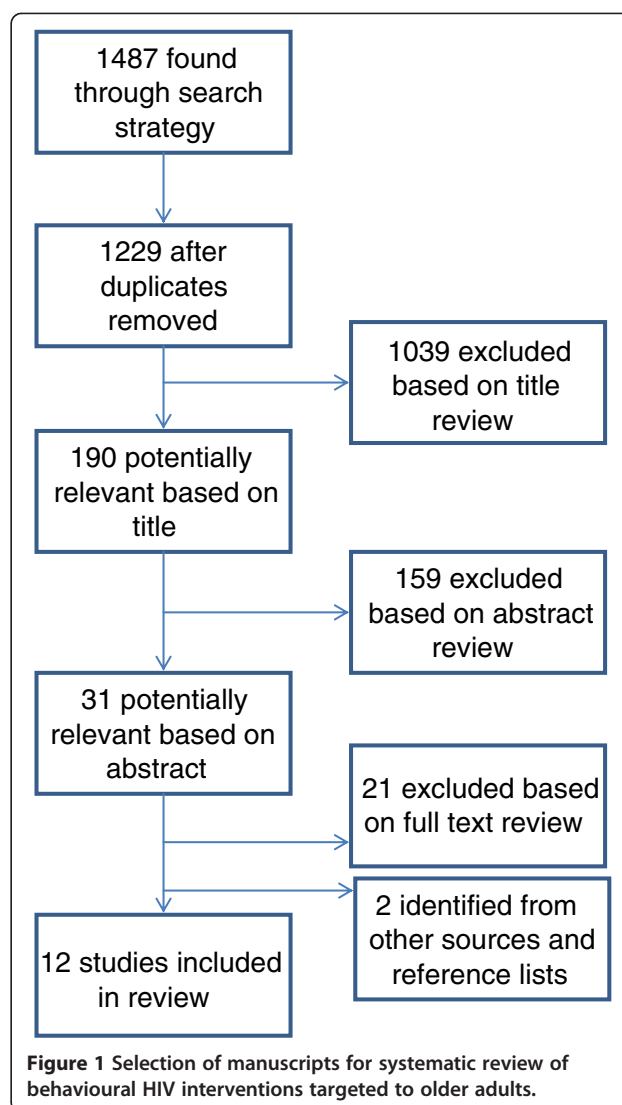 1487 found
through search
strategy
1229 after
duplicates
removed
1039 excluded
based on title
review
190 potentially
relevant based on
title
159 excluded
based on abstract
review
31 potentially
relevant based on
abstract
21 excluded based
on full text review
2 identified from
other sources and
reference lists
12 studies included
in review
Figure 1 Selection of manuscripts for systematic review of
behavioural HIV interventions targeted to older adults.